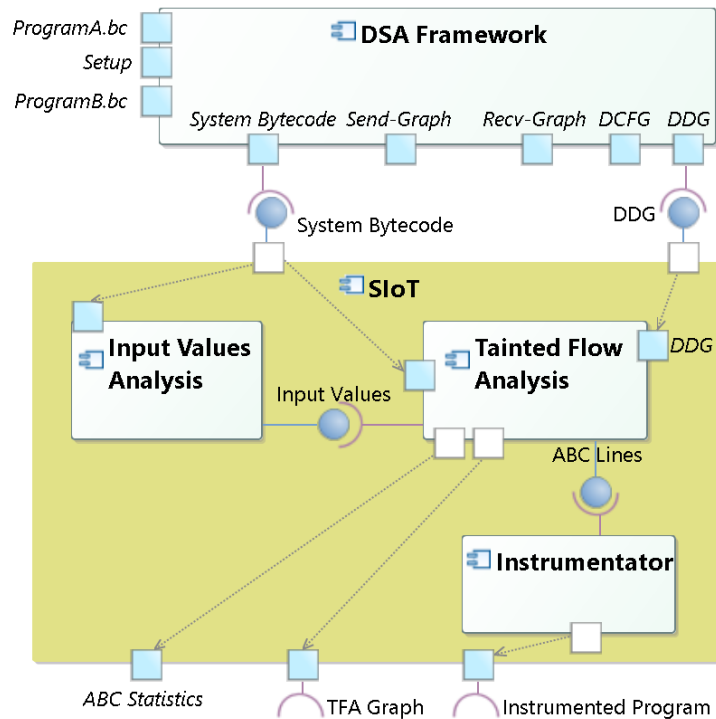 ProgramA.bc
DSA Framework
Setup
ProgramB.bc
System Bytecode
Send-Graph
Recv-Graph
DCFG
DDG
System Bytecode
DDG
SIoT
Input Values
Analysis
Tainted Flow
Analysis
DDG
Input Values
ABC Lines
Instrumentator
ABC Statistics
TFA Graph
Instrumented Program